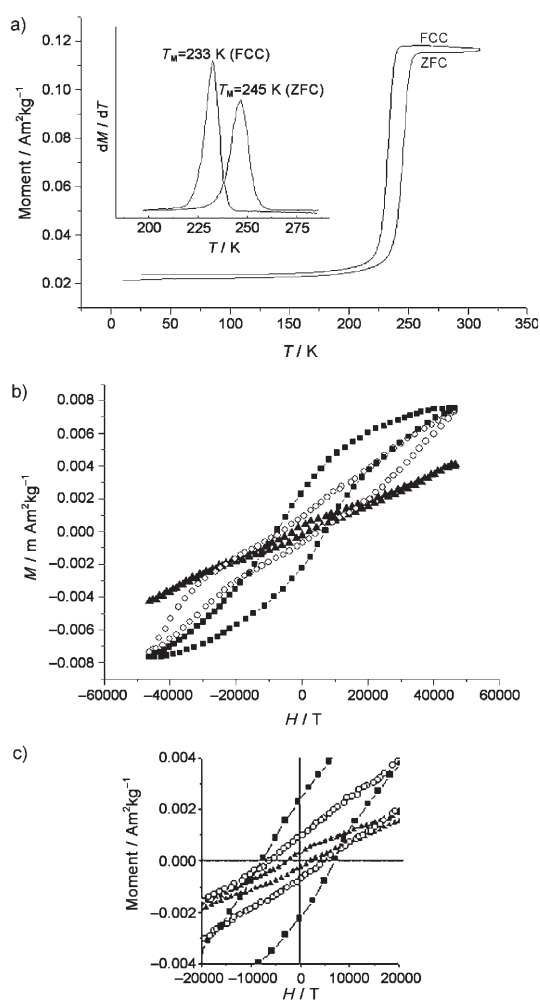 a)
FCC
ZFC
T_M=233 K (FCC)
T_M=245 K (ZFC)
dM / dT
200 225 250 275
T / K
Moment / Am²kg⁻¹
0.12
0.10
0.08
0.06
0.04
0.02
0 50 100 150 200 250 300 350
T / K
b)
M / m Am²kg⁻¹
0.008
0.006
0.004
0.002
0.000
−0.002
−0.004
−0.006
−0.008
−60000 −40000 −20000 0 20000 40000 60000
H / T
c)
Moment / Am²kg⁻¹
0.004
0.002
0.000
−0.002
−0.004
−20000 −10000 0 10000 20000
H / T